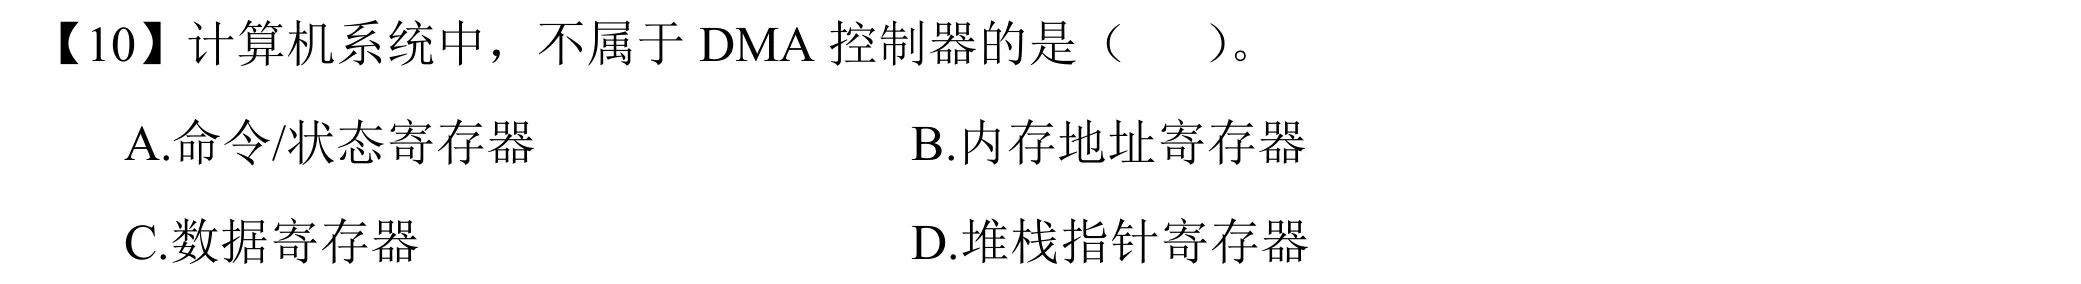 【10】计算机系统中，不属于 DMA 控制器的是（　　）。
A.命令/状态寄存器　　B.内存地址寄存器
C.数据寄存器　　D.堆栈指针寄存器